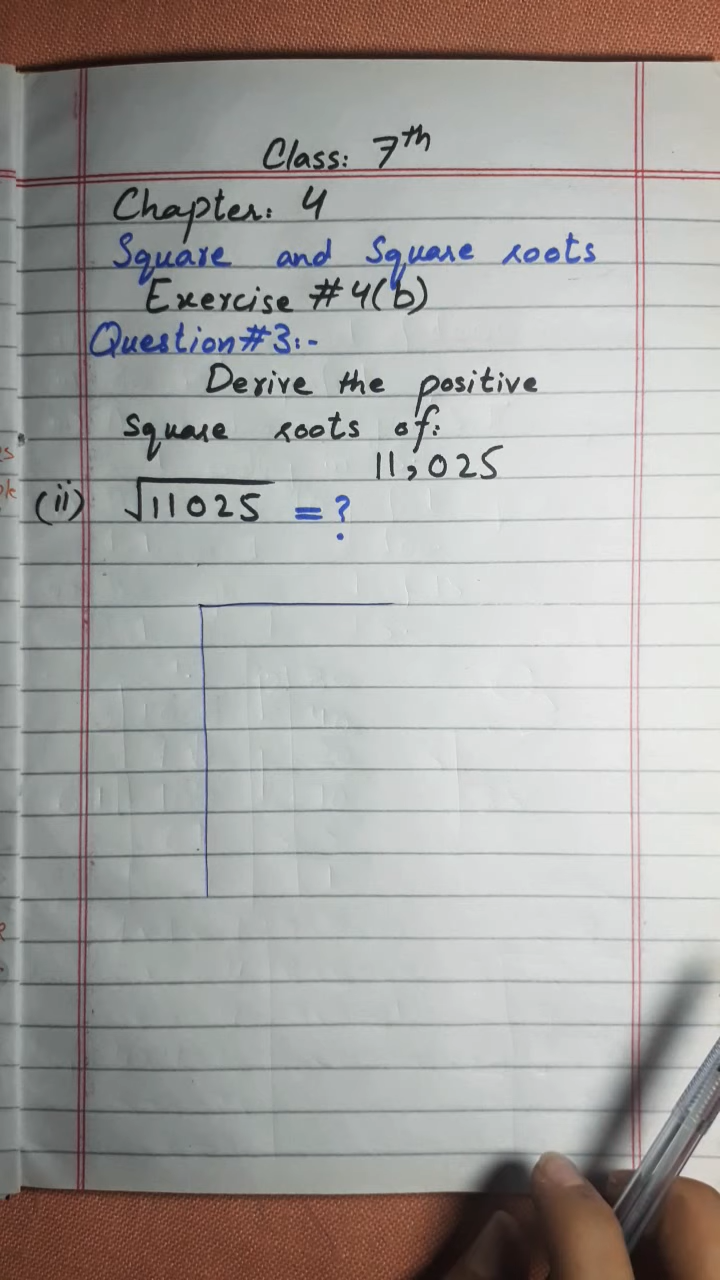 Class: 7th
Chapter: 4
Square and Square roots
Exercise #4(b)
Question#3:-
Derive the positive
Square roots of:
11,025
(ii) √11025 = ?